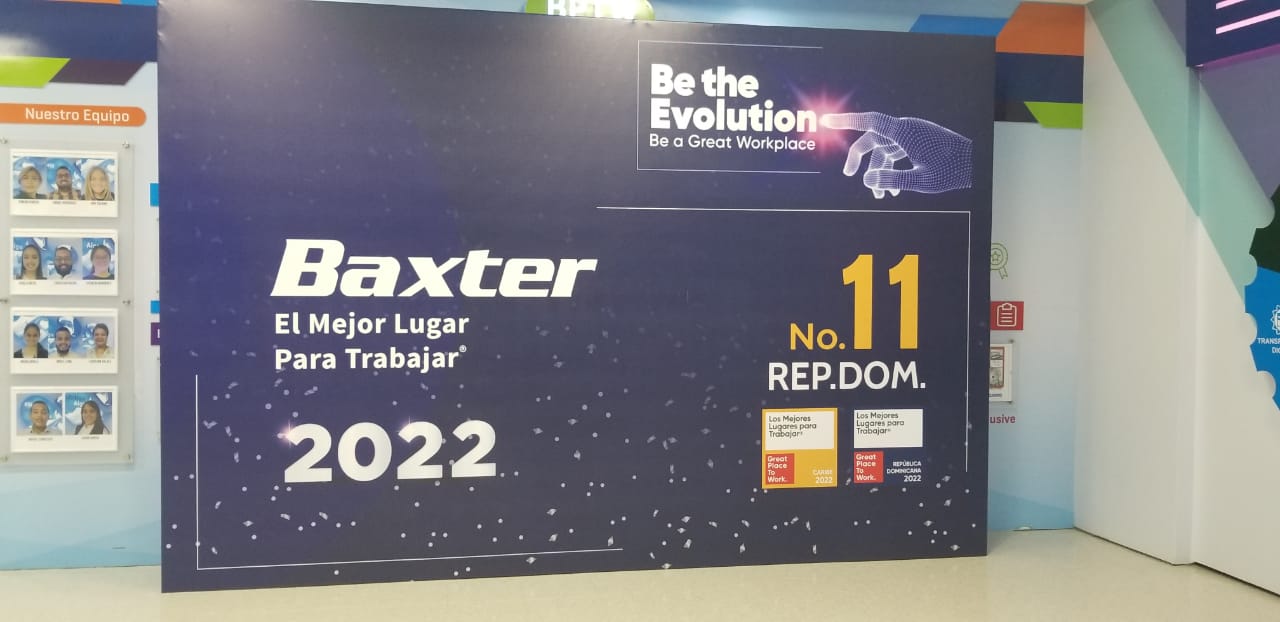 Nuestro Equipo
Be the
Evolution
Be a Great Workplace
Baxter
El Mejor Lugar
Para Trabajar®
2022
No.11
REP.DOM.
Los Mejores
Lugares para
Trabajar®
Great
Place
To
Work.
CARIBE
2022
Los Mejores
Lugares para
Trabajar®
Great
Place
To
Work.
REPÚBLICA
DOMINICANA
2022
usive